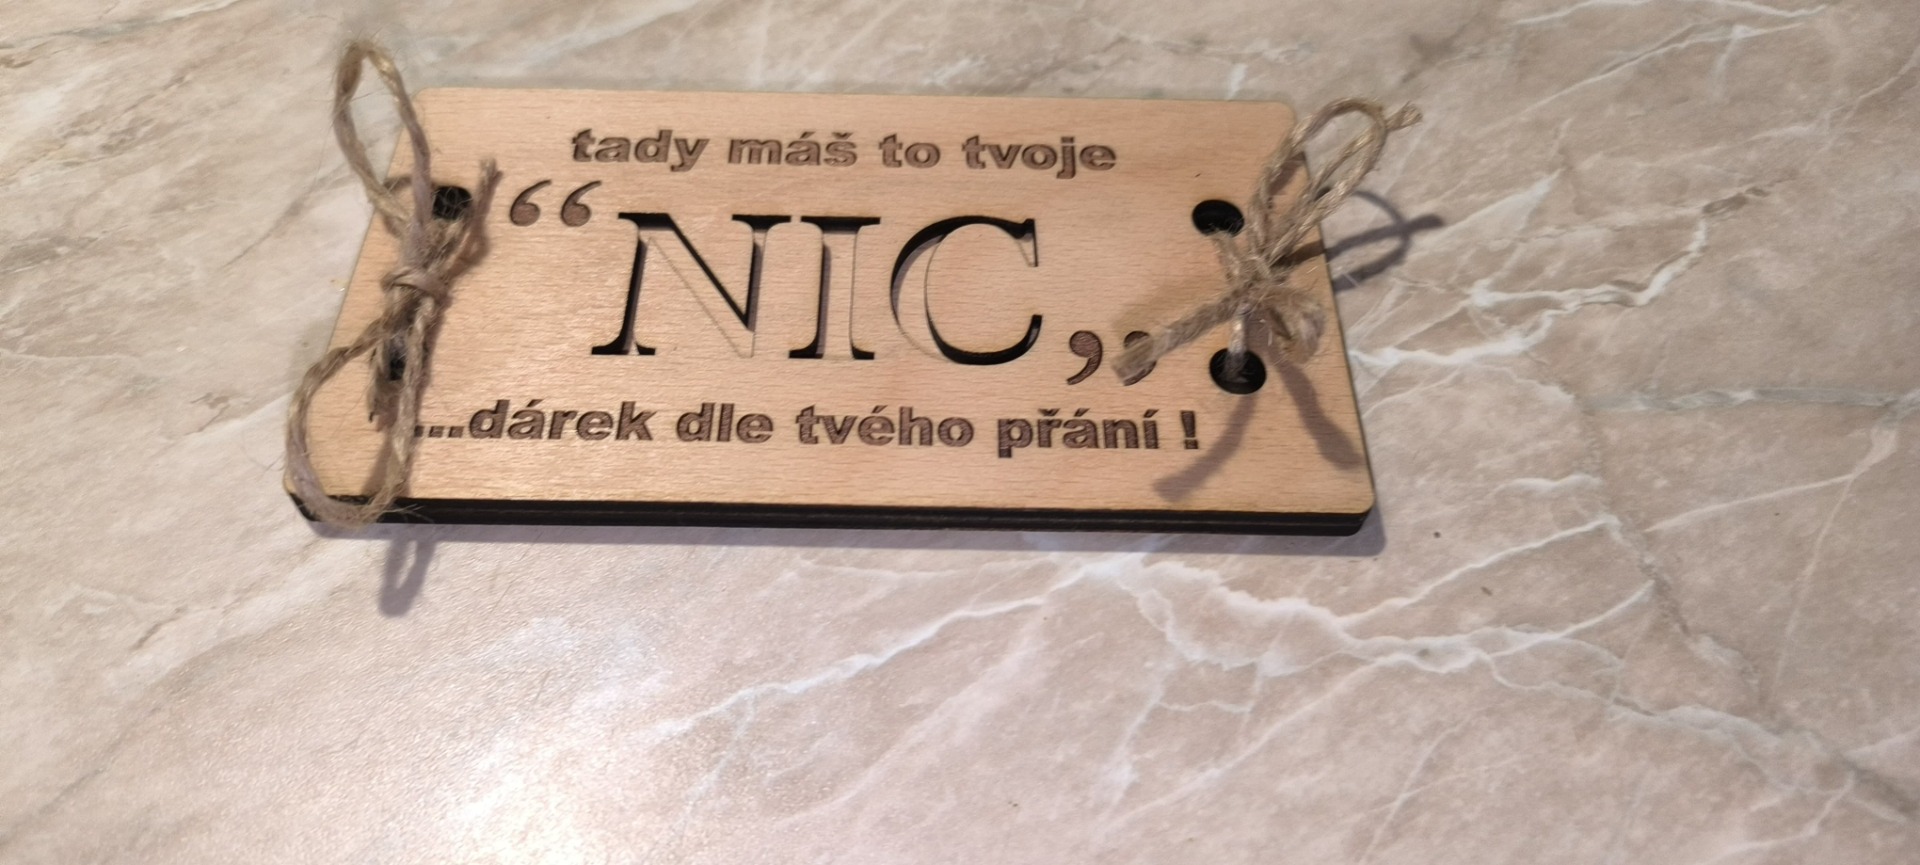 tady máš to tvoje
“NIC,,
...dárek dle tvého přání !